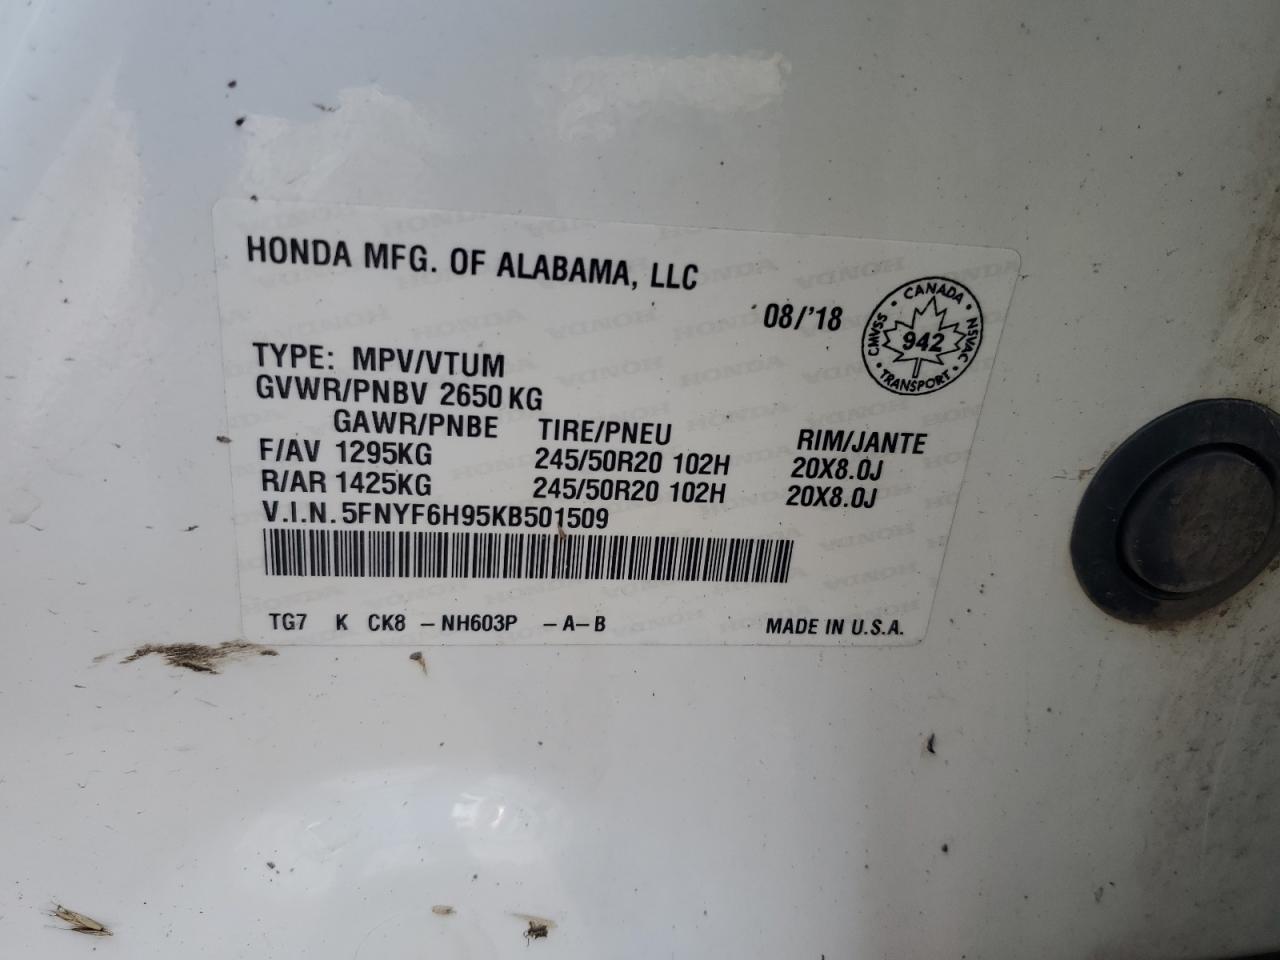 HONDA MFG. OF ALABAMA, LLC
08/'18
CANADA
CMVSS 942 NSVAC
TRANSPORT
TYPE: MPV/VTUM
GVWR/PNBV 2650 KG
GAWR/PNBE TIRE/PNEU RIM/JANTE
F/AV 1295KG 245/50R20 102H 20X8.0J
R/AR 1425KG 245/50R20 102H 20X8.0J
V.I.N. 5FNYF6H95KB501509
TG7 K CK8 - NH603P - A - B MADE IN U.S.A.